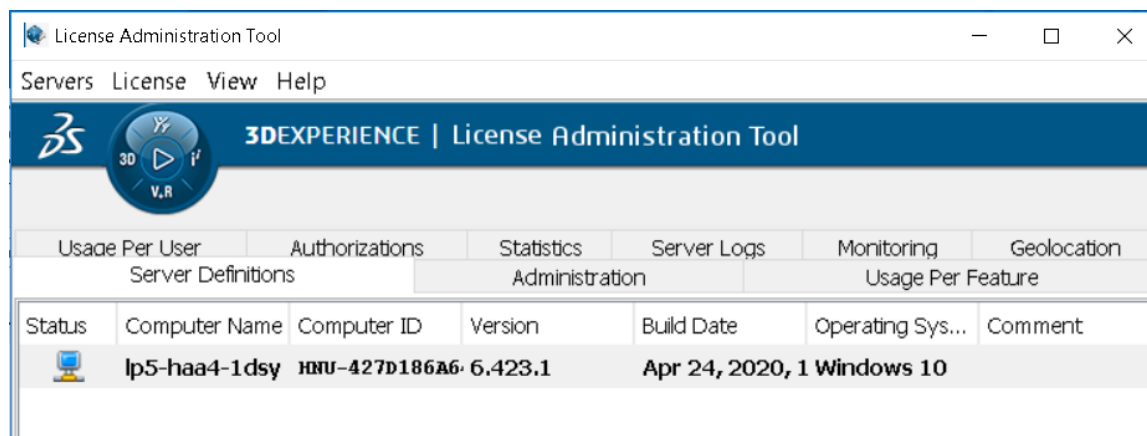 License Administration Tool
Servers License View Help
3DEXPERIENCE | License Administration Tool
3D V.R
Usage Per User Authorizations Statistics Server Logs Monitoring Geolocation
Server Definitions Administration Usage Per Feature
Status Computer Name Computer ID Version Build Date Operating Sys... Comment
lp5-haa4-1dsy HNU-427D186A6 6.423.1 Apr 24, 2020, 1 Windows 10